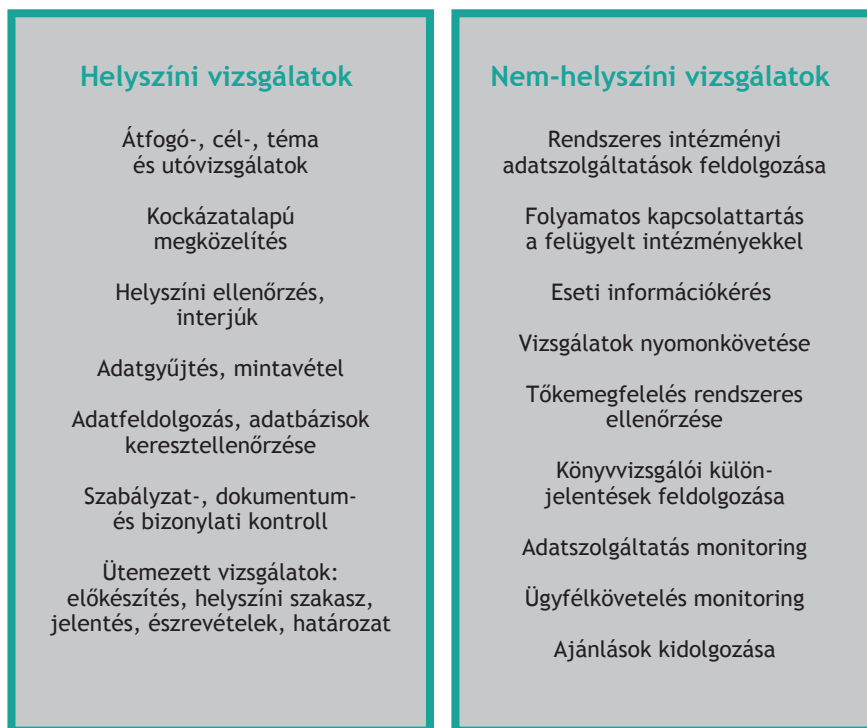 Helyszíni vizsgálatok
Átfogó-, cél-, téma
és utóvizsgálatok
Kockázatalapú
megközelítés
Helyszíni ellenőrzés,
interjúk
Adatgyűjtés, mintavétel
Adatfeldolgozás, adatbázisok
keresztellenőrzése
Szabályzat-, dokumentum-
és bizonylati kontroll
Ütemezett vizsgálatok:
előkészítés, helyszíni szakasz,
jelentés, észrevételek, határozat
Nem-helyszíni vizsgálatok
Rendszeres intézményi
adatszolgáltatások feldolgozása
Folyamatos kapcsolattartás
a felügyelt intézményekkel
Eseti információkérés
Vizsgálatok nyomonkövetése
Tőkemegfelelés rendszeres
ellenőrzése
Könyvvizsgálói külön-
jelentések feldolgozása
Adatszolgáltatás monitoring
Ügyfélkövetelés monitoring
Ajánlások kidolgozása